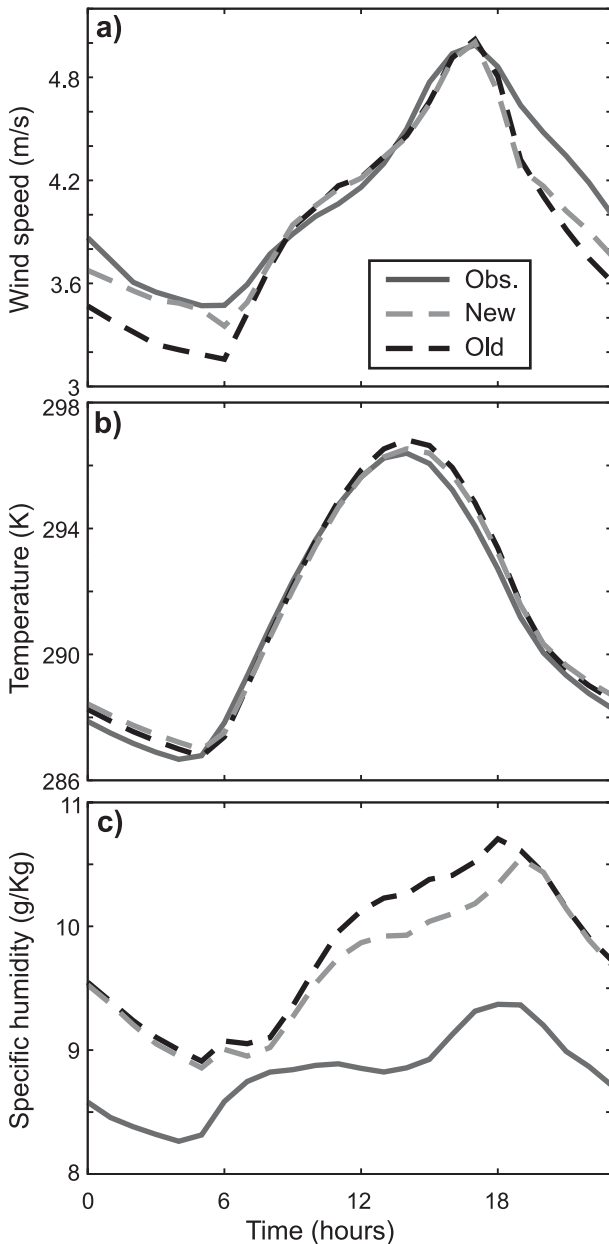 a)
Wind speed (m/s)
4.8
4.2
3.6
3
Obs.
New
Old
b)
Temperature (K)
298
294
290
286
c)
Specific humidity (g/Kg)
11
10
9
8
0 6 12 18
Time (hours)